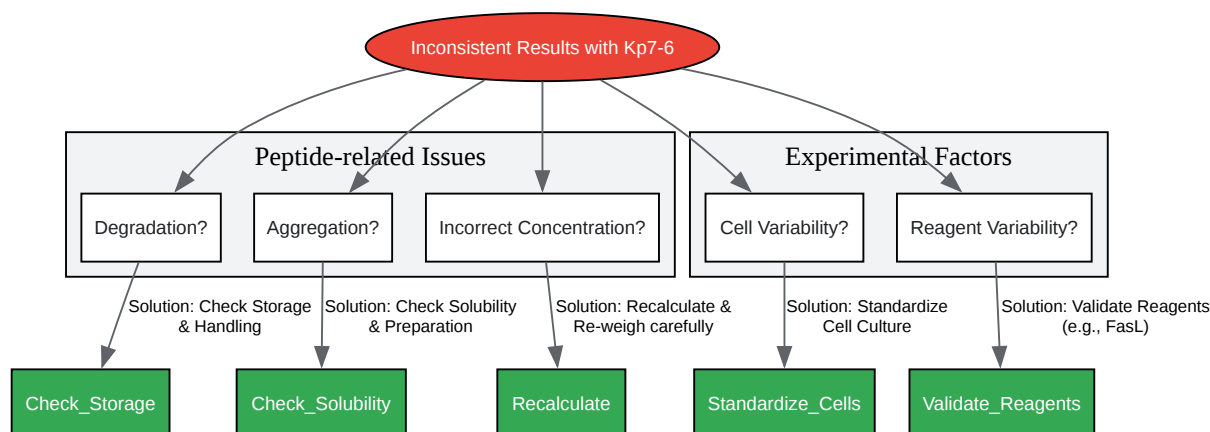 Inconsistent Results with Kp7-6
Peptide-related Issues
Experimental Factors
Degradation?
Aggregation?
Incorrect Concentration?
Cell Variability?
Reagent Variability?
Solution: Check Storage
& Handling
Solution: Check Solubility
& Preparation
Solution: Recalculate &
Re-weigh carefully
Solution: Standardize
Cell Culture
Solution: Validate Reagents
(e.g., FasL)
Check_Storage
Check_Solubility
Recalculate
Standardize_Cells
Validate_Reagents